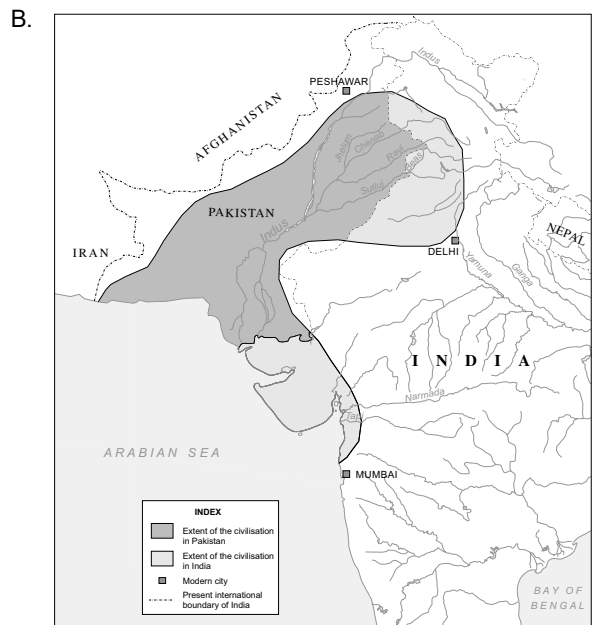 B.
Indus
PESHAWAR
AFGHANISTAN
Jhelum
Chenab
Ravi
Beas
Sutluj
PAKISTAN
Indus
IRAN
NEPAL
DELHI
Yamuna
Ganga
INDIA
Narmada
Tapi
ARABIAN SEA
MUMBAI
INDEX
Extent of the civilisation
in Pakistan
Extent of the civilisation
in India
Modern city
Present international
boundary of India
BAY OF
BENGAL